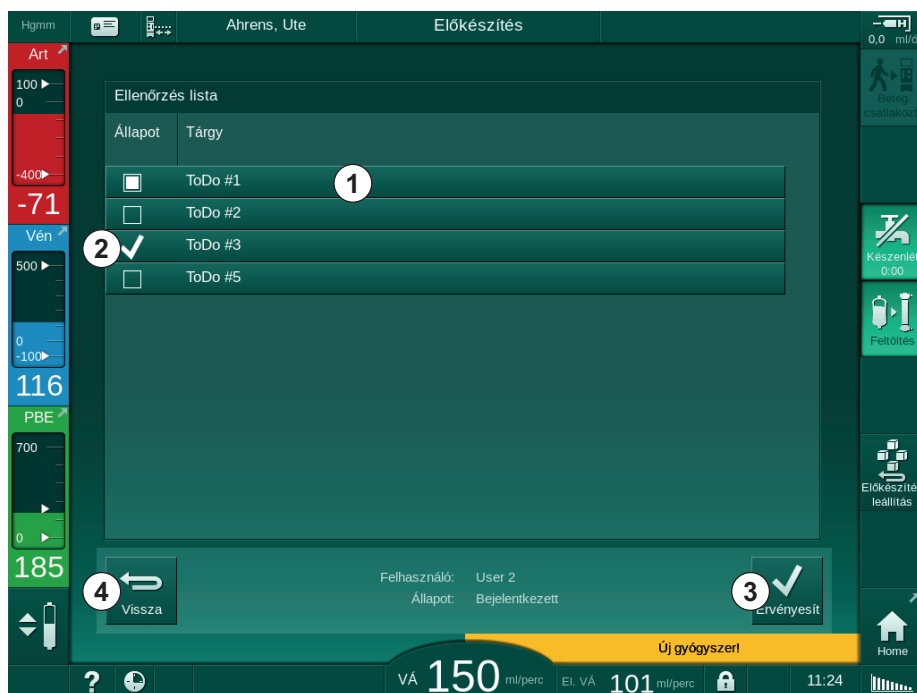 Hgmm
Ahrens, Ute
Előkészítés
0,0 ml/ó
Art
100
0
-400
-71
Vén
500
0
-100
116
PBE
700
0
185
Ellenőrzés lista
Állapot Tárgy
ToDo #1
1
ToDo #2
2
ToDo #3
ToDo #5
Beteg
csatlakozt
Készenlét
0:00
Feltöltés
Előkészíté
leállítás
4
Vissza
Felhasználó: User 2
Állapot: Bejelentkezett
3
Érvényesít
Új gyógyszer!
Home
?
VÁ 150 ml/perc
El. VÁ 101 ml/perc
11:24